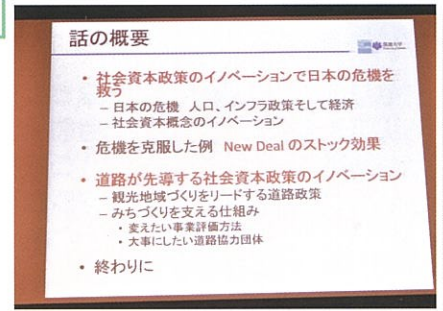 話の概要
• 社会資本政策のイノベーションで日本の危機を
救う
– 日本の危機 人口、インフラ政策そして経済
– 社会資本概念のイノベーション
• 危機を克服した例 New Deal のストック効果
• 道路が先導する社会資本政策のイノベーション
– 観光地域づくりをリードする道路政策
– みちづくりを支える仕組み
• 変えたい事業評価方法
• 大事にしたい道路協力団体
• 終わりに